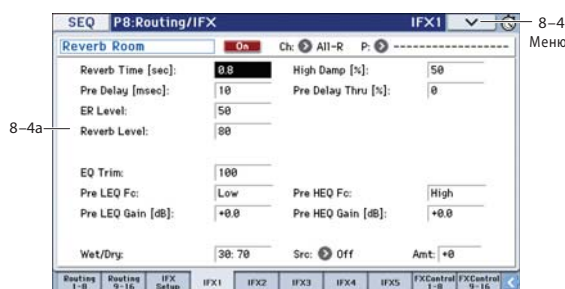 SEQ P8:Routing/IFX IFX1 8–4
Меню
Reverb Room On Ch: All-R P: --------------------
Reverb Time [sec]: 0.8 High Damp [%]: 50
Pre Delay [msec]: 10 Pre Delay Thru [%]: 0
ER Level: 50
8–4a Reverb Level: 80
EQ Trim: 100
Pre LEQ Fc: Low Pre HEQ Fc: High
Pre LEQ Gain [dB]: +0.0 Pre HEQ Gain [dB]: +0.0
Wet/Dry: 30: 70 Src: Off Amt: +0
Routing 1-8 Routing 9-16 IFX Setup IFX1 IFX2 IFX3 IFX4 IFX5 FXControl 1-8 FXControl 9-16